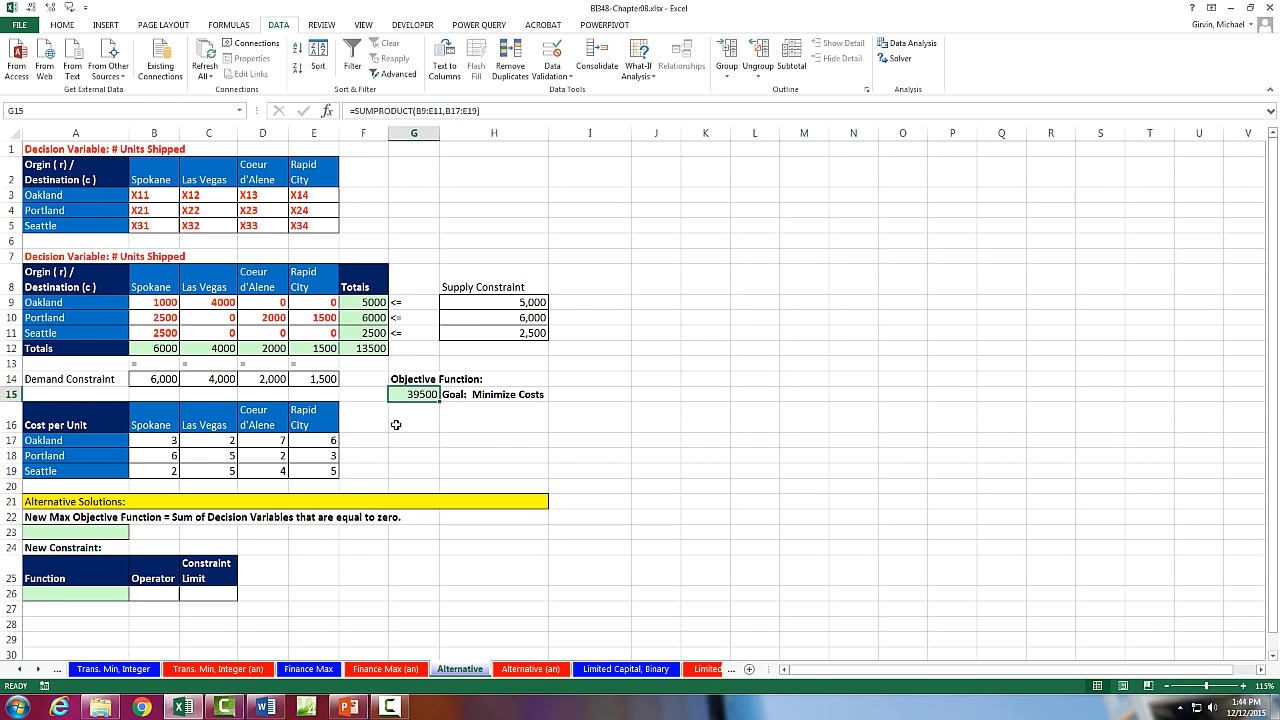 BI348-Chapter08.xlsx - Excel
FILE HOME INSERT PAGE LAYOUT FORMULAS DATA REVIEW VIEW DEVELOPER POWER QUERY ACROBAT POWERPIVOT Girvin, Michael
From Access From Web From Text From Other Sources Existing Connections Refresh All Connections Properties Edit Links Sort Filter Clear Reapply Advanced Text to Columns Flash Fill Remove Duplicates Data Validation Consolidate What-If Analysis Relationships Group Ungroup Subtotal Show Detail Hide Detail Data Analysis Solver
Get External Data Connections Sort & Filter Data Tools Outline Analysis
G15 fx =SUMPRODUCT(B9:E11,B17:E19)
A B C D E F G H I J K L M N O P Q R S T U V
1 Decision Variable: # Units Shipped
2 Orgin ( r) / Destination (c ) Spokane Las Vegas Coeur d'Alene Rapid City
3 Oakland X11 X12 X13 X14
4 Portland X21 X22 X23 X24
5 Seattle X31 X32 X33 X34
6
7 Decision Variable: # Units Shipped
8 Orgin ( r) / Destination (c ) Spokane Las Vegas Coeur d'Alene Rapid City Totals Supply Constraint
9 Oakland 1000 4000 0 0 5000 <= 5,000
10 Portland 2500 0 2000 1500 6000 <= 6,000
11 Seattle 2500 0 0 0 2500 <= 2,500
12 Totals 6000 4000 2000 1500 13500
13 = = = =
14 Demand Constraint 6,000 4,000 2,000 1,500 Objective Function:
15 39500 Goal: Minimize Costs
16 Cost per Unit Spokane Las Vegas Coeur d'Alene Rapid City
17 Oakland 3 2 7 6
18 Portland 6 5 2 3
19 Seattle 2 5 4 5
20
21 Alternative Solutions:
22 New Max Objective Function = Sum of Decision Variables that are equal to zero.
23
24 New Constraint:
25 Function Operator Constraint Limit
26
27
28
29
30
... Trans. Min, Integer Trans. Min, Integer (an) Finance Max Finance Max (an) Alternative Alternative (an) Limited Capital, Binary Limited ...
READY 115%
1:44 PM
12/12/2015